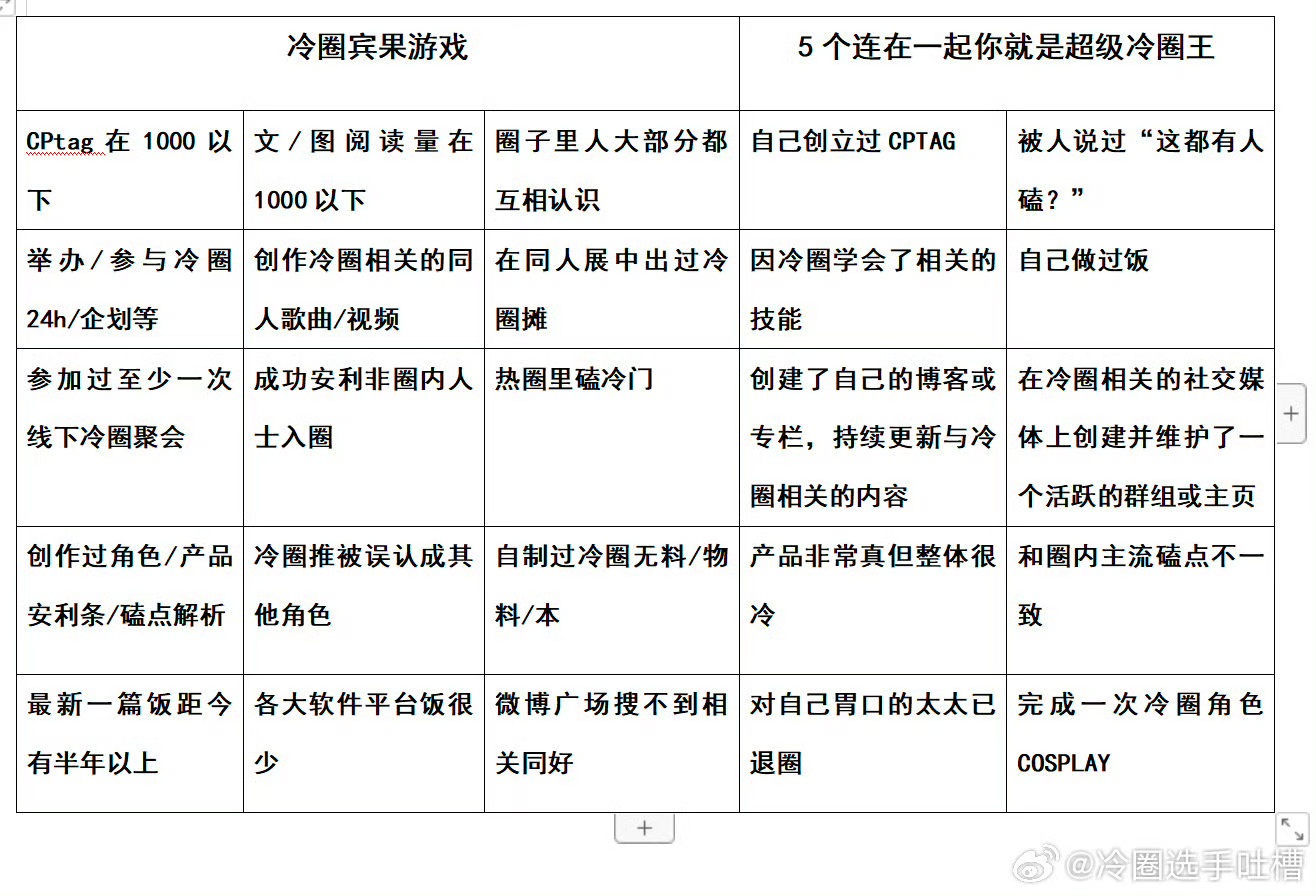 冷圈宾果游戏
5 个连在一起你就是超级冷圈王
CPtag 在 1000 以
下
文/图阅读量在
1000 以下
圈子里人大部分都
互相认识
自己创立过 CPTAG
被人说过“这都有人
磕？”
举办/参与冷圈
24h/企划等
创作冷圈相关的同
人歌曲/视频
在同人展中出过冷
圈摊
因冷圈学会了相关的
技能
自己做过饭
参加过至少一次
线下冷圈聚会
成功安利非圈内人
士入圈
热圈里磕冷门
创建了自己的博客或
专栏，持续更新与冷
圈相关的内容
在冷圈相关的社交媒
体上创建并维护了一
个活跃的群组或主页
创作过角色/产品
安利条/磕点解析
冷圈推被误认成其
他角色
自制过冷圈无料/物
料/本
产品非常真但整体很
冷
和圈内主流磕点不一
致
最新一篇饭距今
有半年以上
各大软件平台饭很
少
微博广场搜不到相
关同好
对自己胃口的太太已
退圈
完成一次冷圈角色
COSPLAY
@冷圈选手吐槽